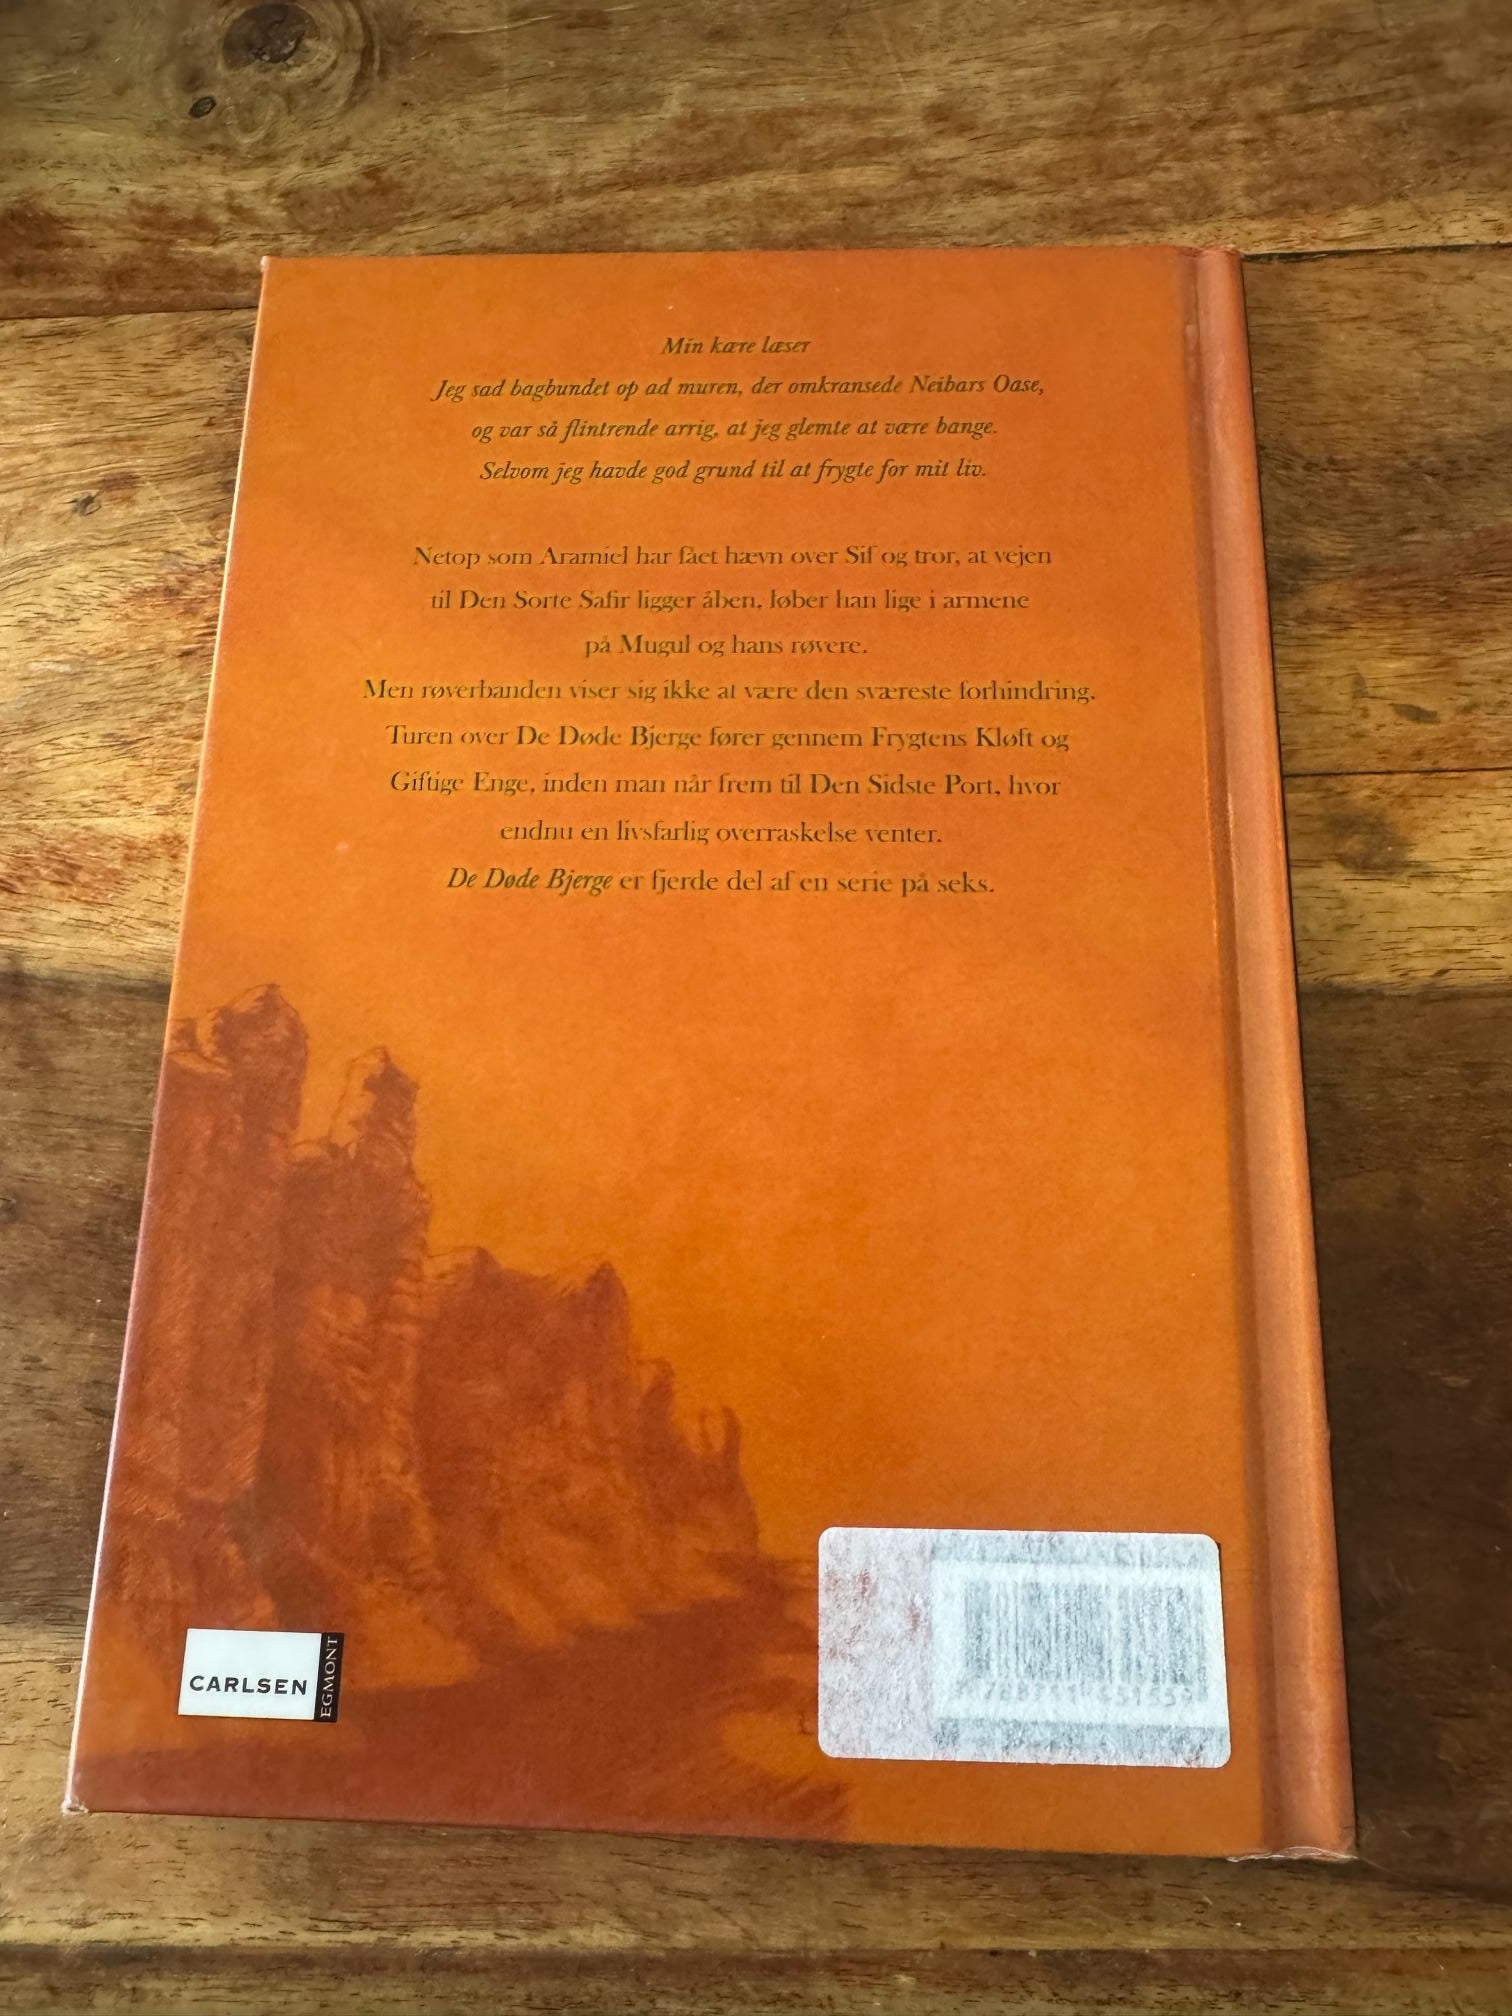 Min kære læser
Jeg sad bagbundet op ad muren, der omkransede Neibars Oase,
og var så flintrende arrig, at jeg glemte at være bange.
Selvom jeg havde god grund til at frygte for mit liv.
Netop som Aramiel har fået hævn over Sif og tror, at vejen
til Den Sorte Safir ligger åben, løber han lige i armene
på Mugul og hans røvere.
Men røverbanden viser sig ikke at være den sværeste forhindring.
Turen over De Døde Bjerge fører gennem Frygtens Kløft og
Giftige Enge, inden man når frem til Den Sidste Port, hvor
endnu en livsfarlig overraskelse venter.
De Døde Bjerge er fjerde del af en serie på seks.
CARLSEN
EGMONT